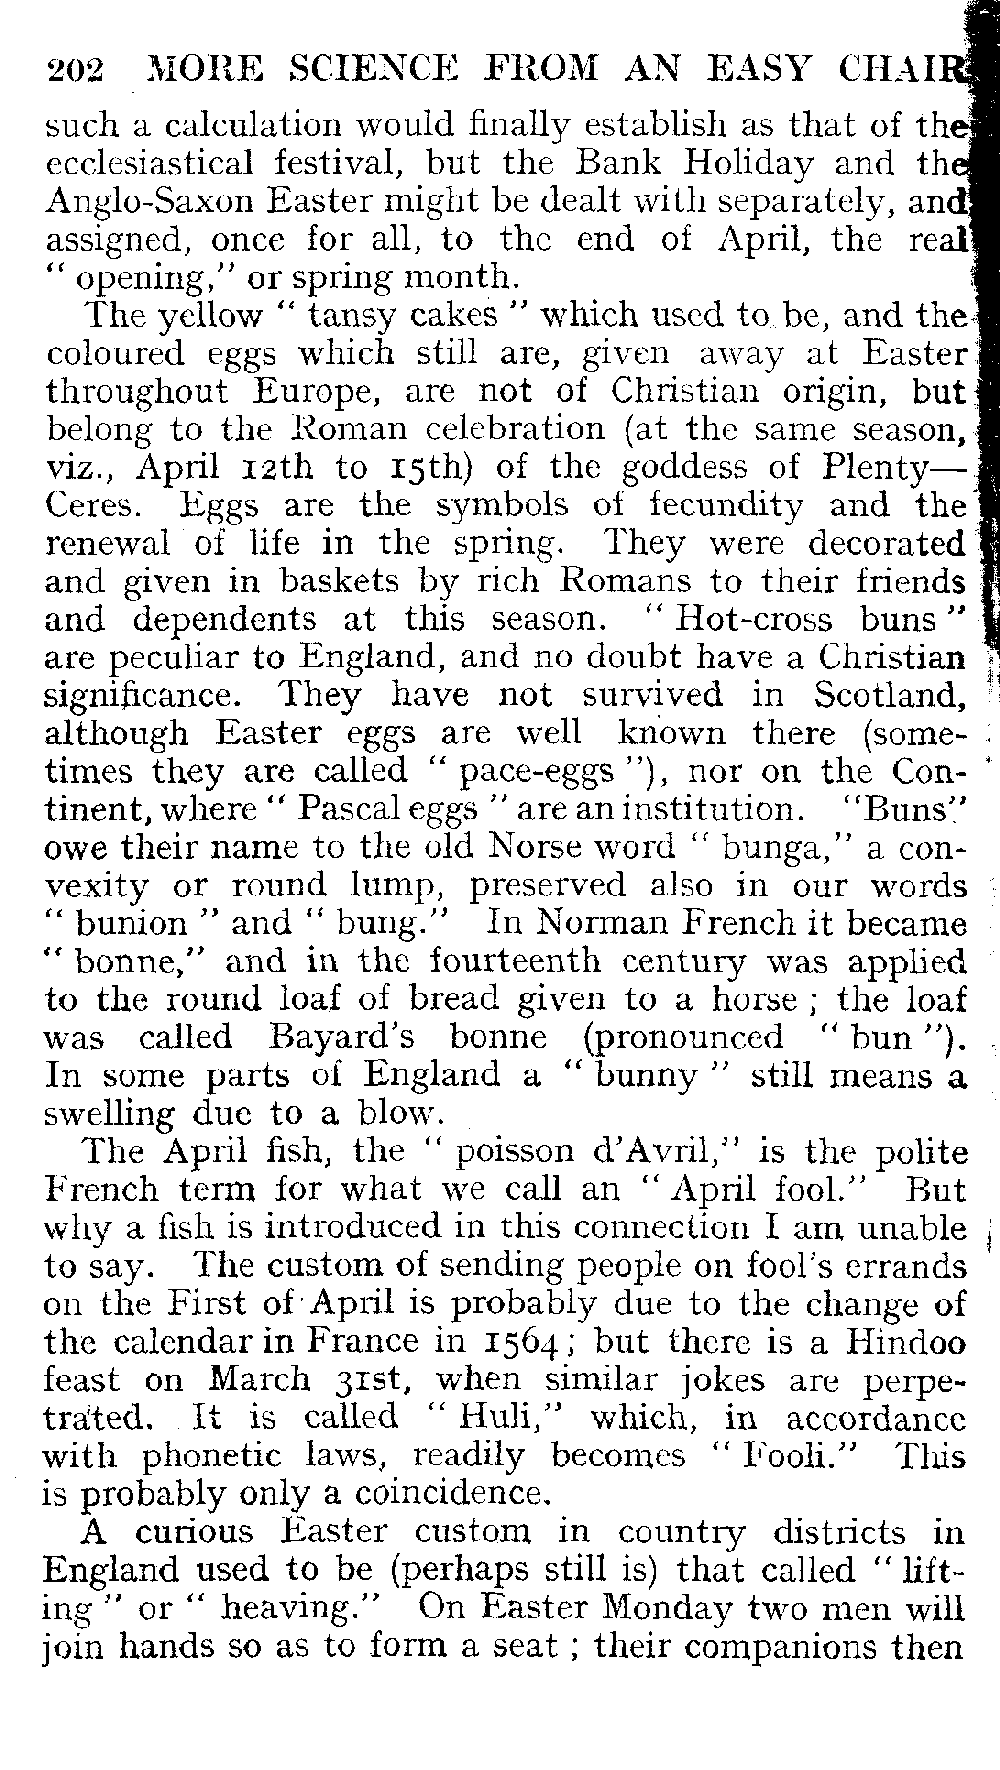 202 MORE SCIENCE FROM AN EASY CHAIR
such a calculation would finally establish as that of the
ecclesiastical festival, but the Bank Holiday and the
Anglo-Saxon Easter might be dealt with separately, and
assigned, once for all, to the end of April, the real
“ opening,” or spring month.
The yellow “ tansy cakes ” which used to be, and the
coloured eggs which still are, given away at Easter
throughout Europe, are not of Christian origin, but
belong to the Roman celebration (at the same season,
viz., April 12th to 15th) of the goddess of Plenty—
Ceres. Eggs are the symbols of fecundity and the
renewal of life in the spring. They were decorated
and given in baskets by rich Romans to their friends
and dependents at this season. “ Hot-cross buns ”
are peculiar to England, and no doubt have a Christian
significance. They have not survived in Scotland,
although Easter eggs are well known there (some-
times they are called “ pace-eggs ”), nor on the Con-
tinent, where “ Pascal eggs ” are an institution. “Buns”
owe their name to the old Norse word “ bunga,” a con-
vexity or round lump, preserved also in our words
“ bunion ” and “ bung.” In Norman French it became
“ bonne,” and in the fourteenth century was applied
to the round loaf of bread given to a horse ; the loaf
was called Bayard’s bonne (pronounced “ bun ”).
In some parts of England a “ bunny ” still means a
swelling due to a blow.
The April fish, the “ poisson d’Avril,” is the polite
French term for what we call an “ April fool.” But
why a fish is introduced in this connection I am unable
to say. The custom of sending people on fool’s errands
on the First of April is probably due to the change of
the calendar in France in 1564 ; but there is a Hindoo
feast on March 31st, when similar jokes are perpe-
trated. It is called “ Huli,” which, in accordance
with phonetic laws, readily becomes “ Fooli.” This
is probably only a coincidence.
A curious Easter custom in country districts in
England used to be (perhaps still is) that called “ lift-
ing ” or “ heaving.” On Easter Monday two men will
join hands so as to form a seat ; their companions then